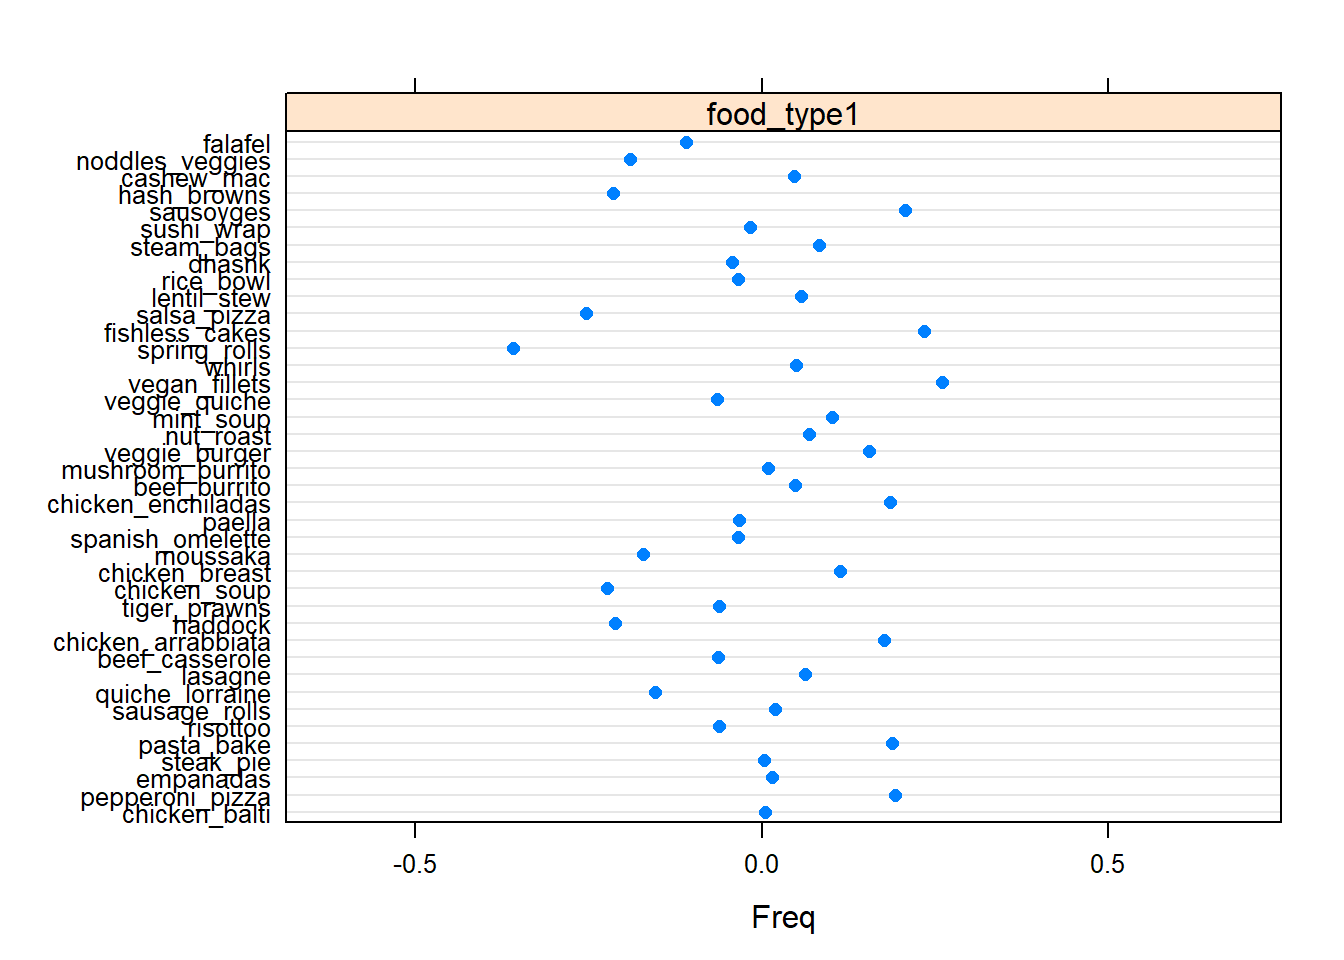 food_type1
falafel
noddles_veggies
cashew_mac
hash_browns
sausoyges
sushi_wrap
steam_bags
dhasnk
rice_bowl
lentil_stew
salsa_pizza
fishless_cakes
spring_rolls
whirls
vegan_fillets
veggie_quiche
mint_soup
nut_roast
veggie_burger
mushroom_burrito
beef_burrito
chicken_enchiladas
paella
spanish_omelette
moussaka
chicken_breast
chicken_soup
tiger_prawns
haddock
chicken_arrabbiata
beef_casserole
lasagne
quiche_lorraine
sausage_rolls
risottoo
pasta_bake
steak_pie
empanadas
pepperoni_pizza
chicken_balti
-0.5 0.0 0.5
Freq